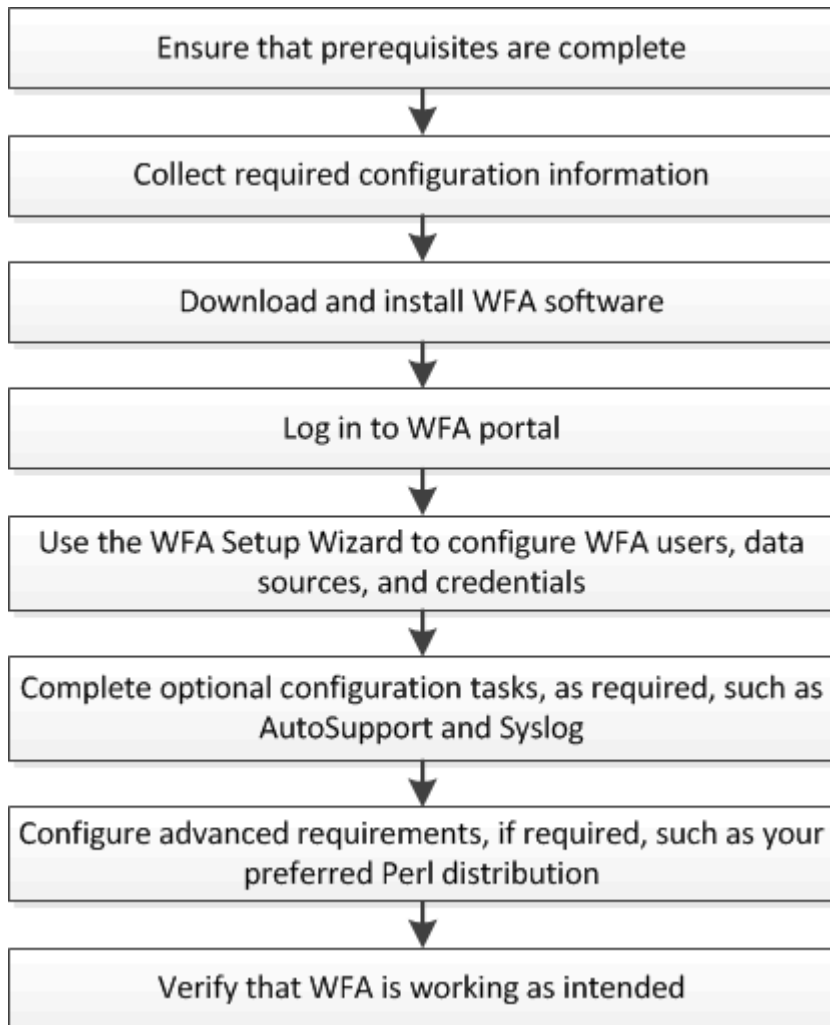 Ensure that prerequisites are complete
Collect required configuration information
Download and install WFA software
Log in to WFA portal
Use the WFA Setup Wizard to configure WFA users, data
sources, and credentials
Complete optional configuration tasks, as required, such as
AutoSupport and Syslog
Configure advanced requirements, if required, such as your
preferred Perl distribution
Verify that WFA is working as intended